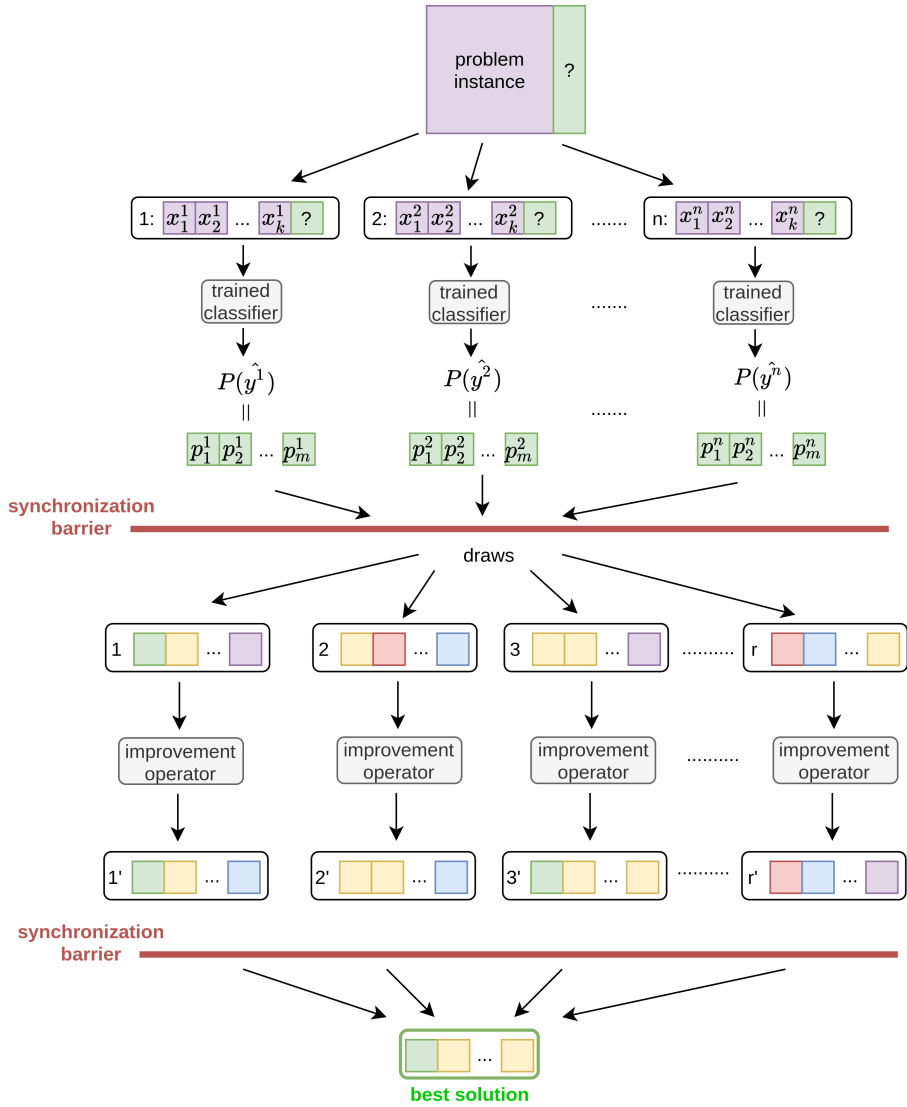 problem
instance
?
1: x_1^1 x_2^1 ... x_k^1 ?
2: x_1^2 x_2^2 ... x_k^2 ?
.......
n: x_1^n x_2^n ... x_k^n ?
trained
classifier
trained
classifier
.......
trained
classifier
P(\hat{y^1})
P(\hat{y^2})
P(\hat{y^n})
=
=
.......
=
p_1^1 p_2^1 ... p_m^1
p_1^2 p_2^2 ... p_m^2
p_1^n p_2^n ... p_m^n
synchronization
barrier
draws
1 ...
2 ...
3 ...
..........
r ...
improvement
operator
improvement
operator
improvement
operator
..........
improvement
operator
1' ...
2' ...
3' ...
..........
r' ...
synchronization
barrier
...
best solution